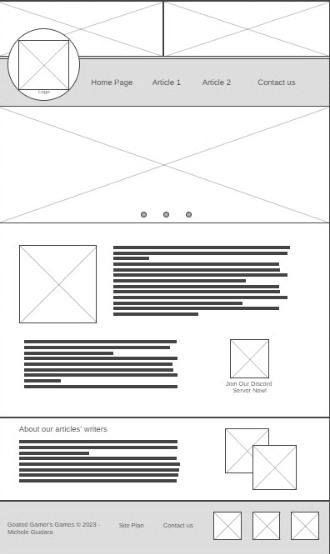 Logo
Home Page
Article 1
Article 2
Contact us
Join Our Discord
Server Now!
About our articles' writers
Goated Gamer's Games © 2023 -
Michele Guidara
Site Plan
Contact us